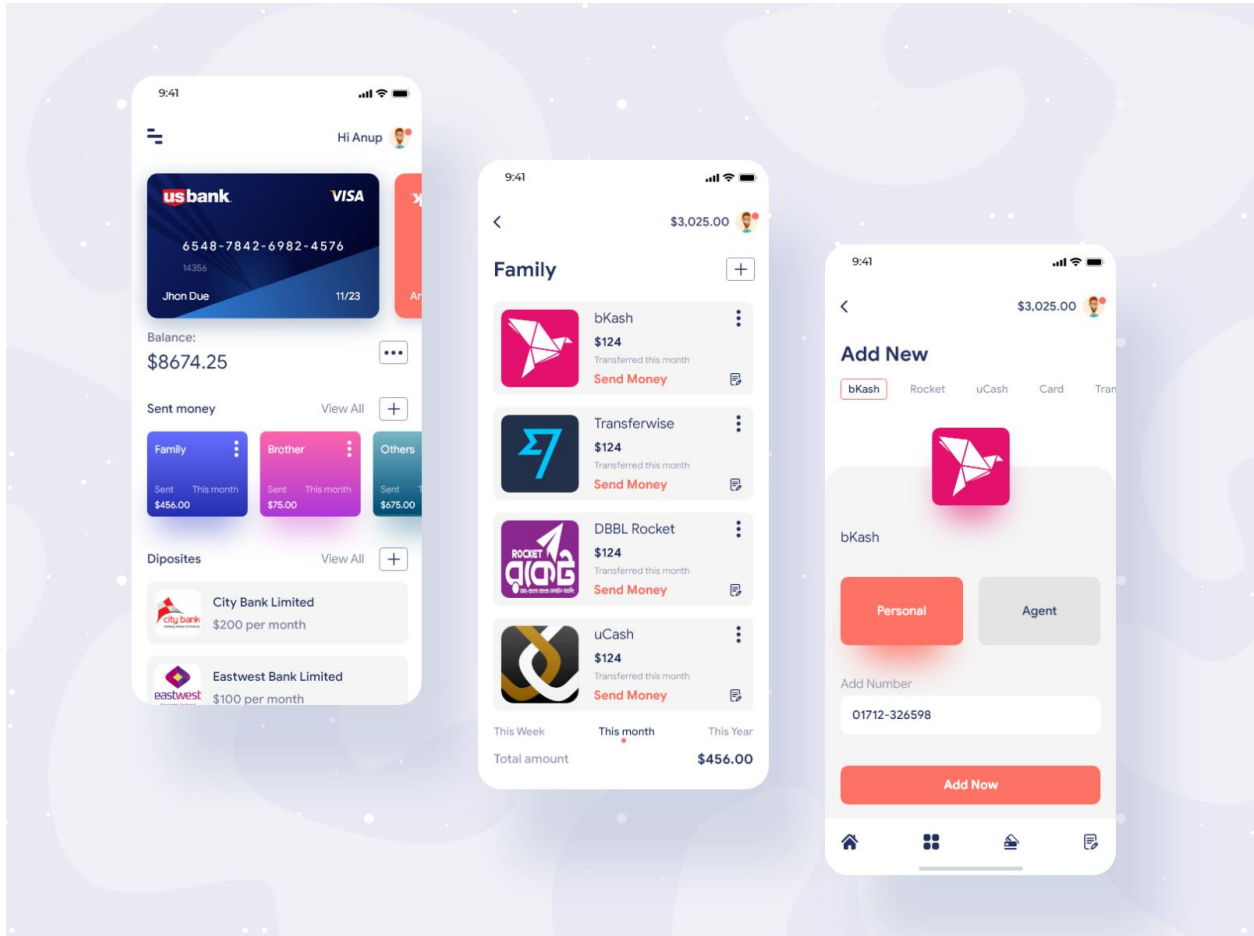 9:41
Hi Anup
usbank
VISA
6548-7842-6982-4576
14356
Jhon Due
11/23
Balance:
$8674.25
Sent money
View All
Family
Sent
This month
$456.00
Brother
Sent
This month
$75.00
Others
Sent
$675.00
Diposites
View All
city bank
City Bank Limited
$200 per month
eastwest
Eastwest Bank Limited
$100 per month
9:41
$3,025.00
Family
bKash
$124
Transferred this month
Send Money
Transferwise
$124
Transferred this month
Send Money
ROCKET
রকেট
DBBL Rocket
$124
Transferred this month
Send Money
uCash
$124
Transferred this month
Send Money
This Week
This month
This Year
Total amount
$456.00
9:41
$3,025.00
Add New
bKash
Rocket
uCash
Card
Tran
bKash
Personal
Agent
Add Number
01712-326598
Add Now